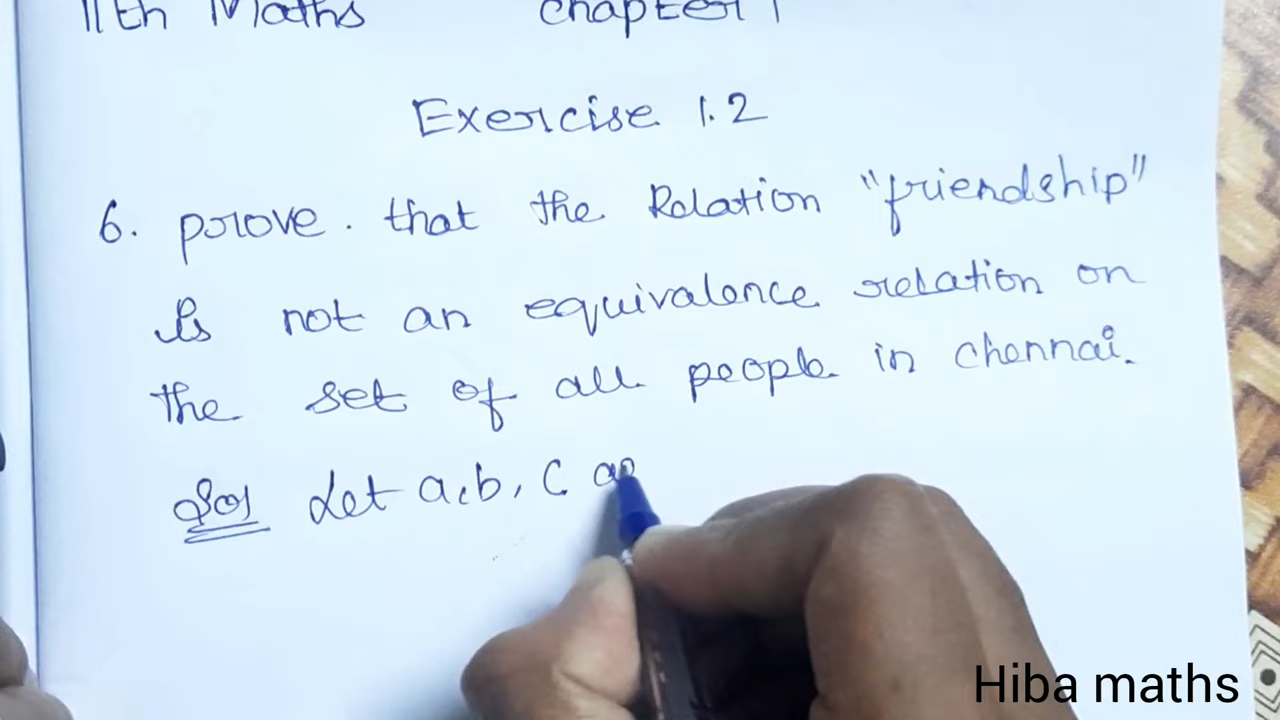 11th Maths Chapter 1
Exercise 1.2
6. prove. that the Relation "friendship"
is not an equivalence relation on
the set of all people in chennai.
Sol Let a, b, c
Hiba maths